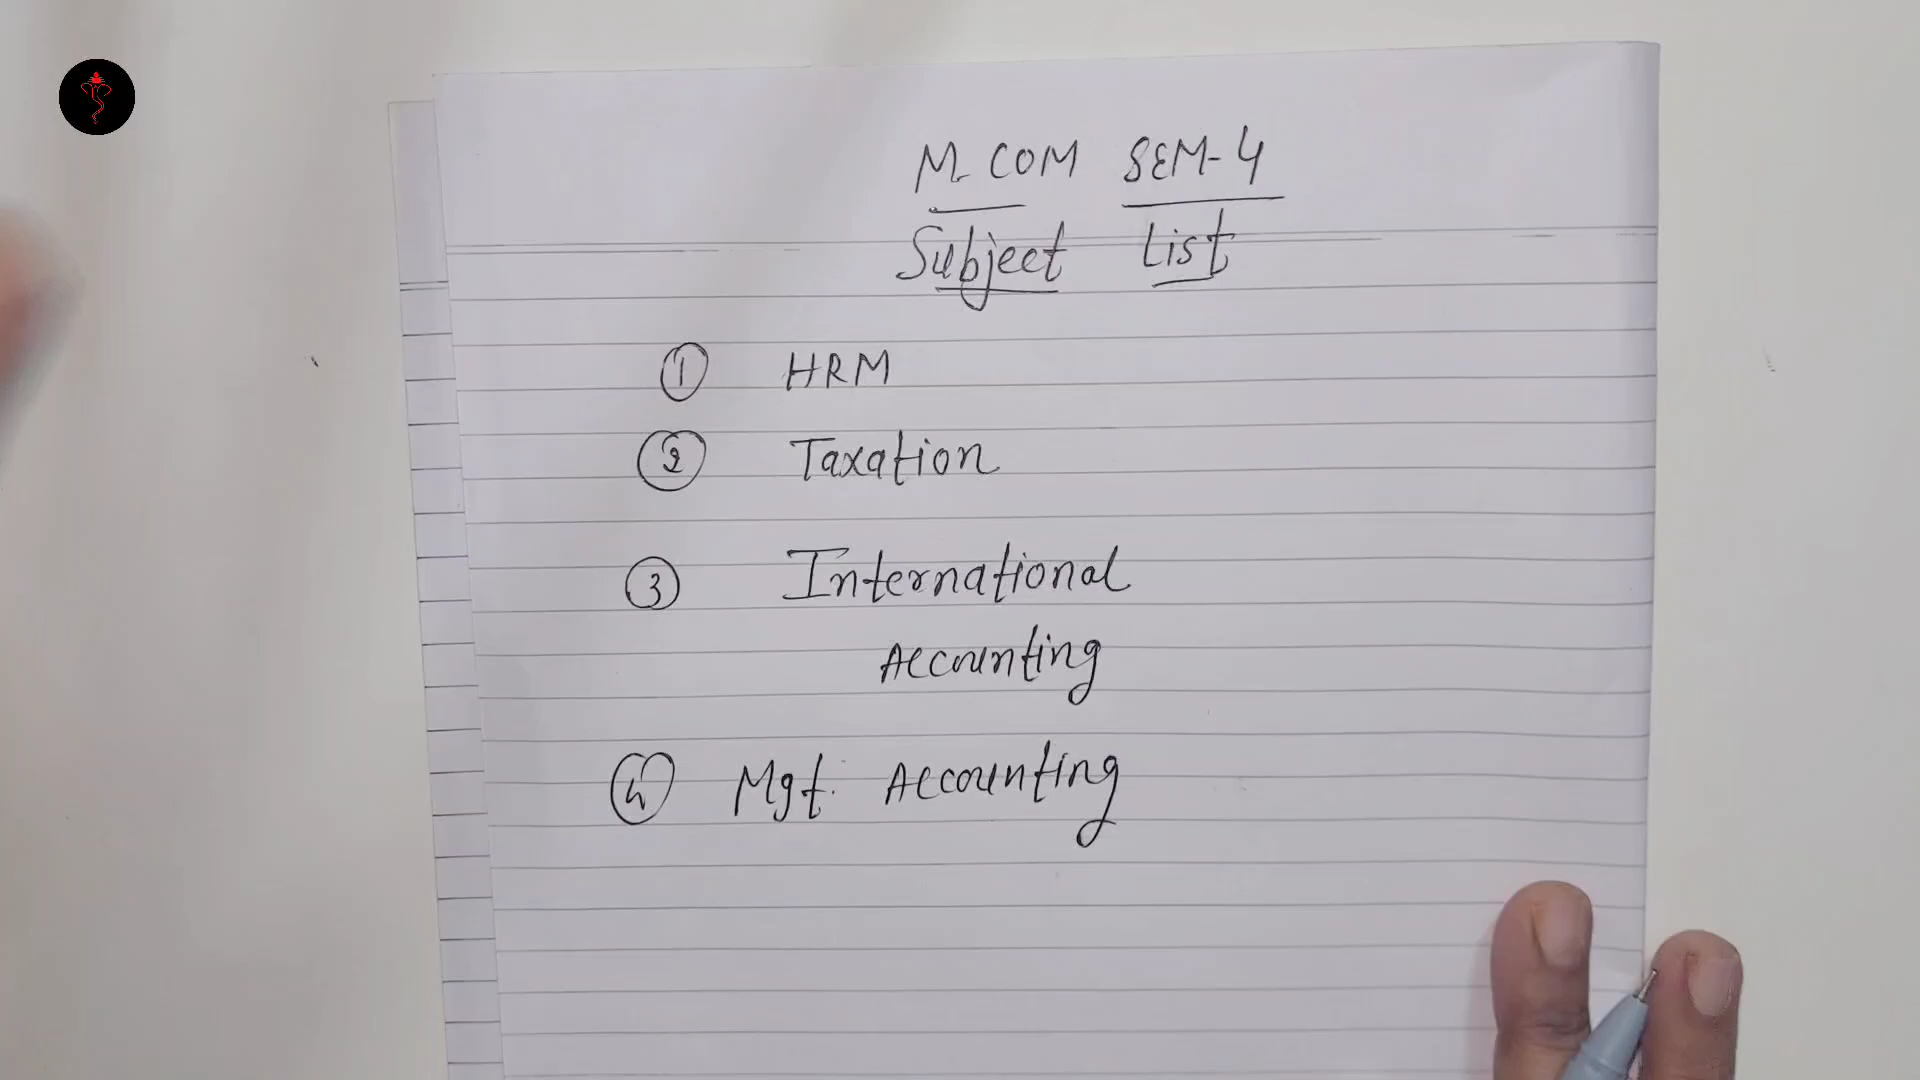 M.COM SEM-4
Subject List
1 HRM
2 Taxation
3 International
Accounting
4 Mgt. Accounting